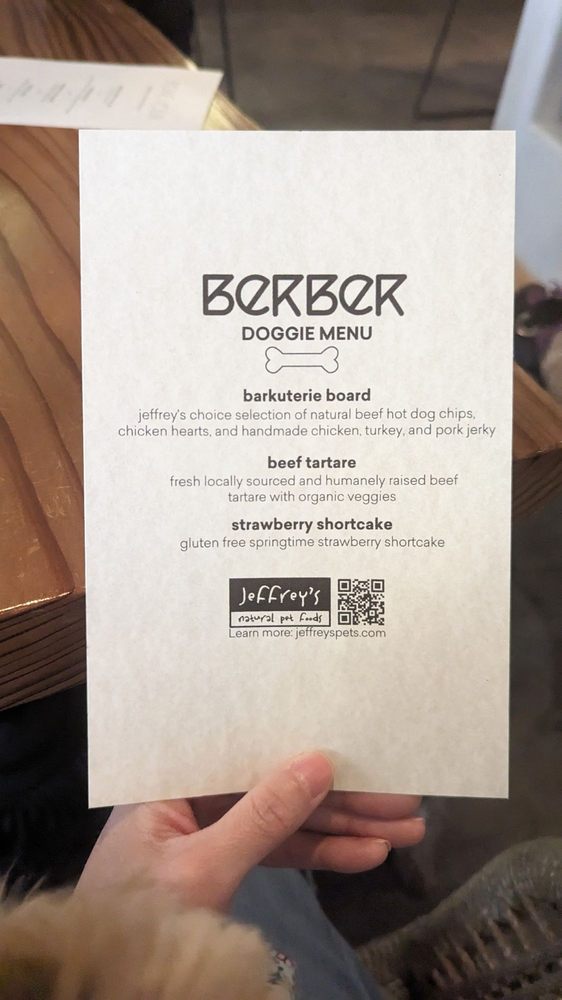 BERBER
DOGGIE MENU
barkuterie board
jeffrey's choice selection of natural beef hot dog chips,
chicken hearts, and handmade chicken, turkey, and pork jerky
beef tartare
fresh locally sourced and humanely raised beef
tartare with organic veggies
strawberry shortcake
gluten free springtime strawberry shortcake
Jeffrey's
natural pet foods
Learn more: jeffreyspets.com